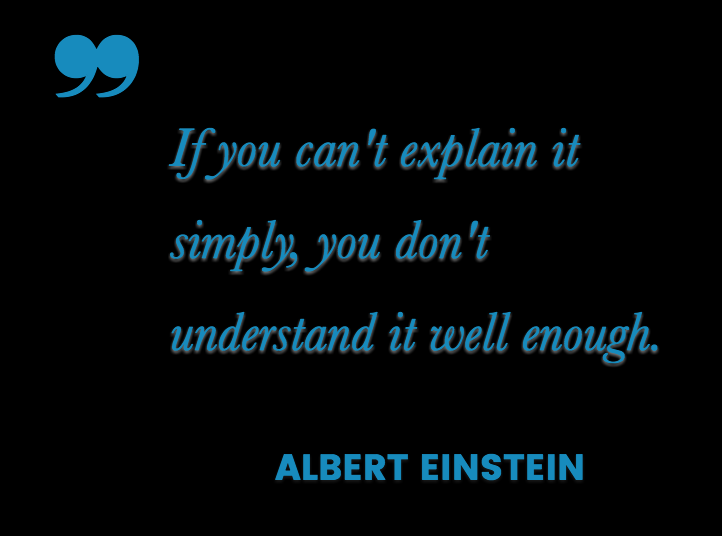 ”
If you can't explain it
simply, you don't
understand it well enough.
ALBERT EINSTEIN